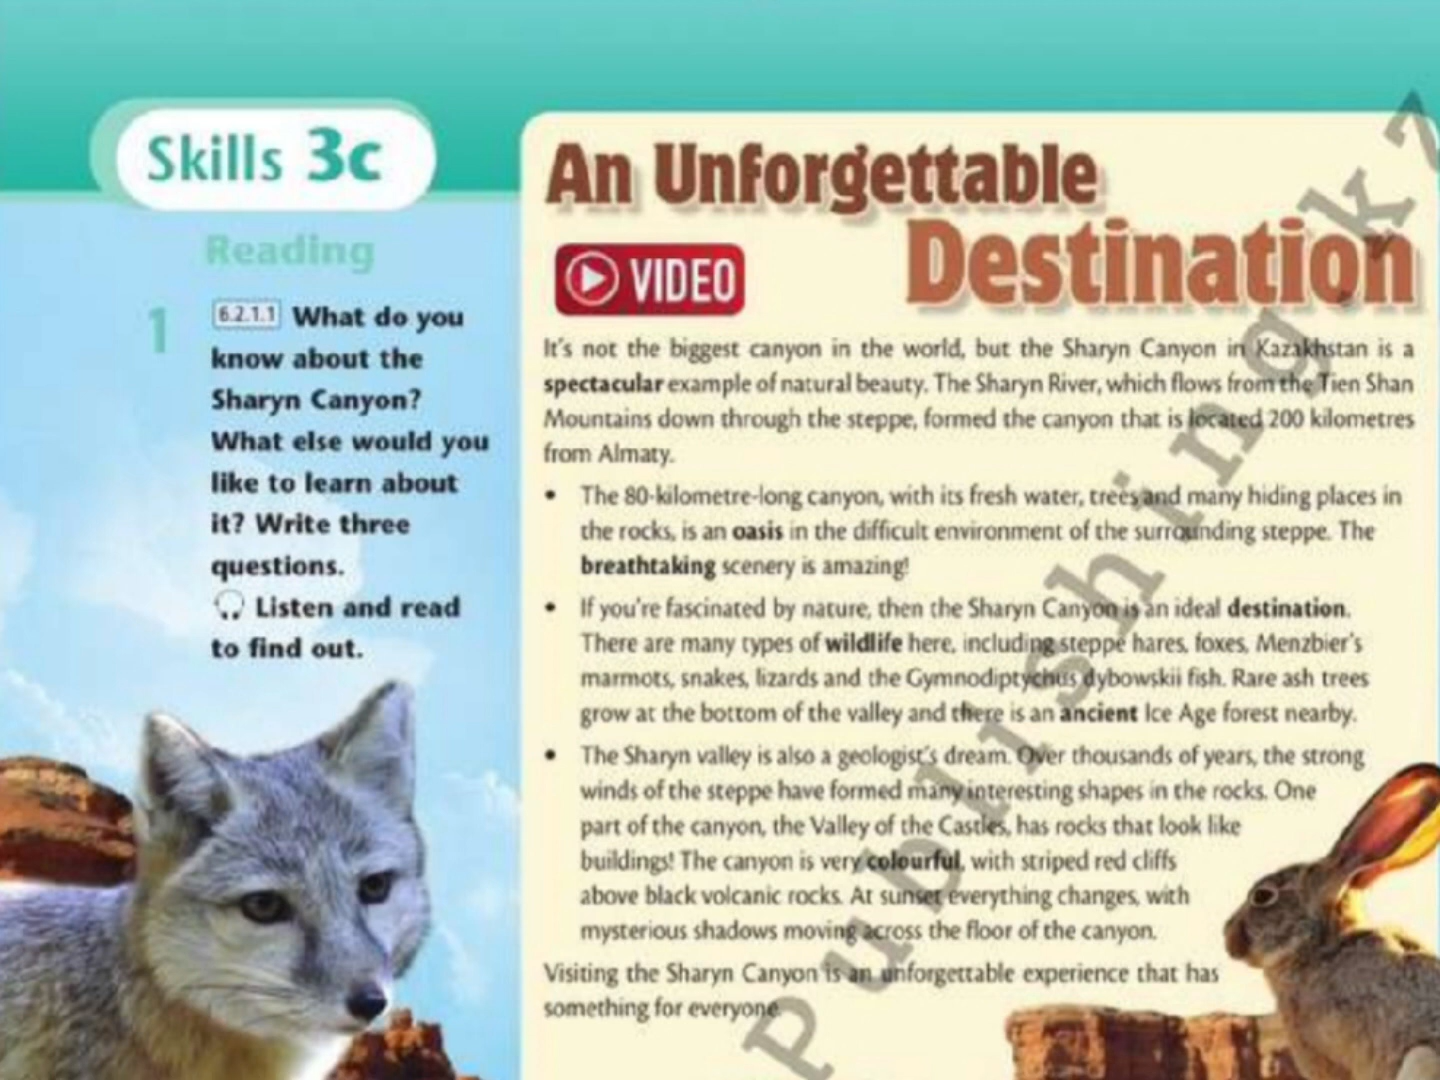 Skills 3c
Reading
1
6.2.1.1 What do you
know about the
Sharyn Canyon?
What else would you
like to learn about
it? Write three
questions.
Listen and read
to find out.
An Unforgettable
Destination
VIDEO
It's not the biggest canyon in the world, but the Sharyn Canyon in Kazakhstan is a
spectacular example of natural beauty. The Sharyn River, which flows from the Tien Shan
Mountains down through the steppe, formed the canyon that is located 200 kilometres
from Almaty.
• The 80-kilometre-long canyon, with its fresh water, trees and many hiding places in
the rocks, is an oasis in the difficult environment of the surrounding steppe. The
breathtaking scenery is amazing!
• If you're fascinated by nature, then the Sharyn Canyon is an ideal destination.
There are many types of wildlife here, including steppe hares, foxes, Menzbier's
marmots, snakes, lizards and the Gymnodiptychus dybowskii fish. Rare ash trees
grow at the bottom of the valley and there is an ancient Ice Age forest nearby.
• The Sharyn valley is also a geologist's dream. Over thousands of years, the strong
winds of the steppe have formed many interesting shapes in the rocks. One
part of the canyon, the Valley of the Castles, has rocks that look like
buildings! The canyon is very colourful, with striped red cliffs
above black volcanic rocks. At sunset everything changes, with
mysterious shadows moving across the floor of the canyon.
Visiting the Sharyn Canyon is an unforgettable experience that has
something for everyone.
publishing.kz